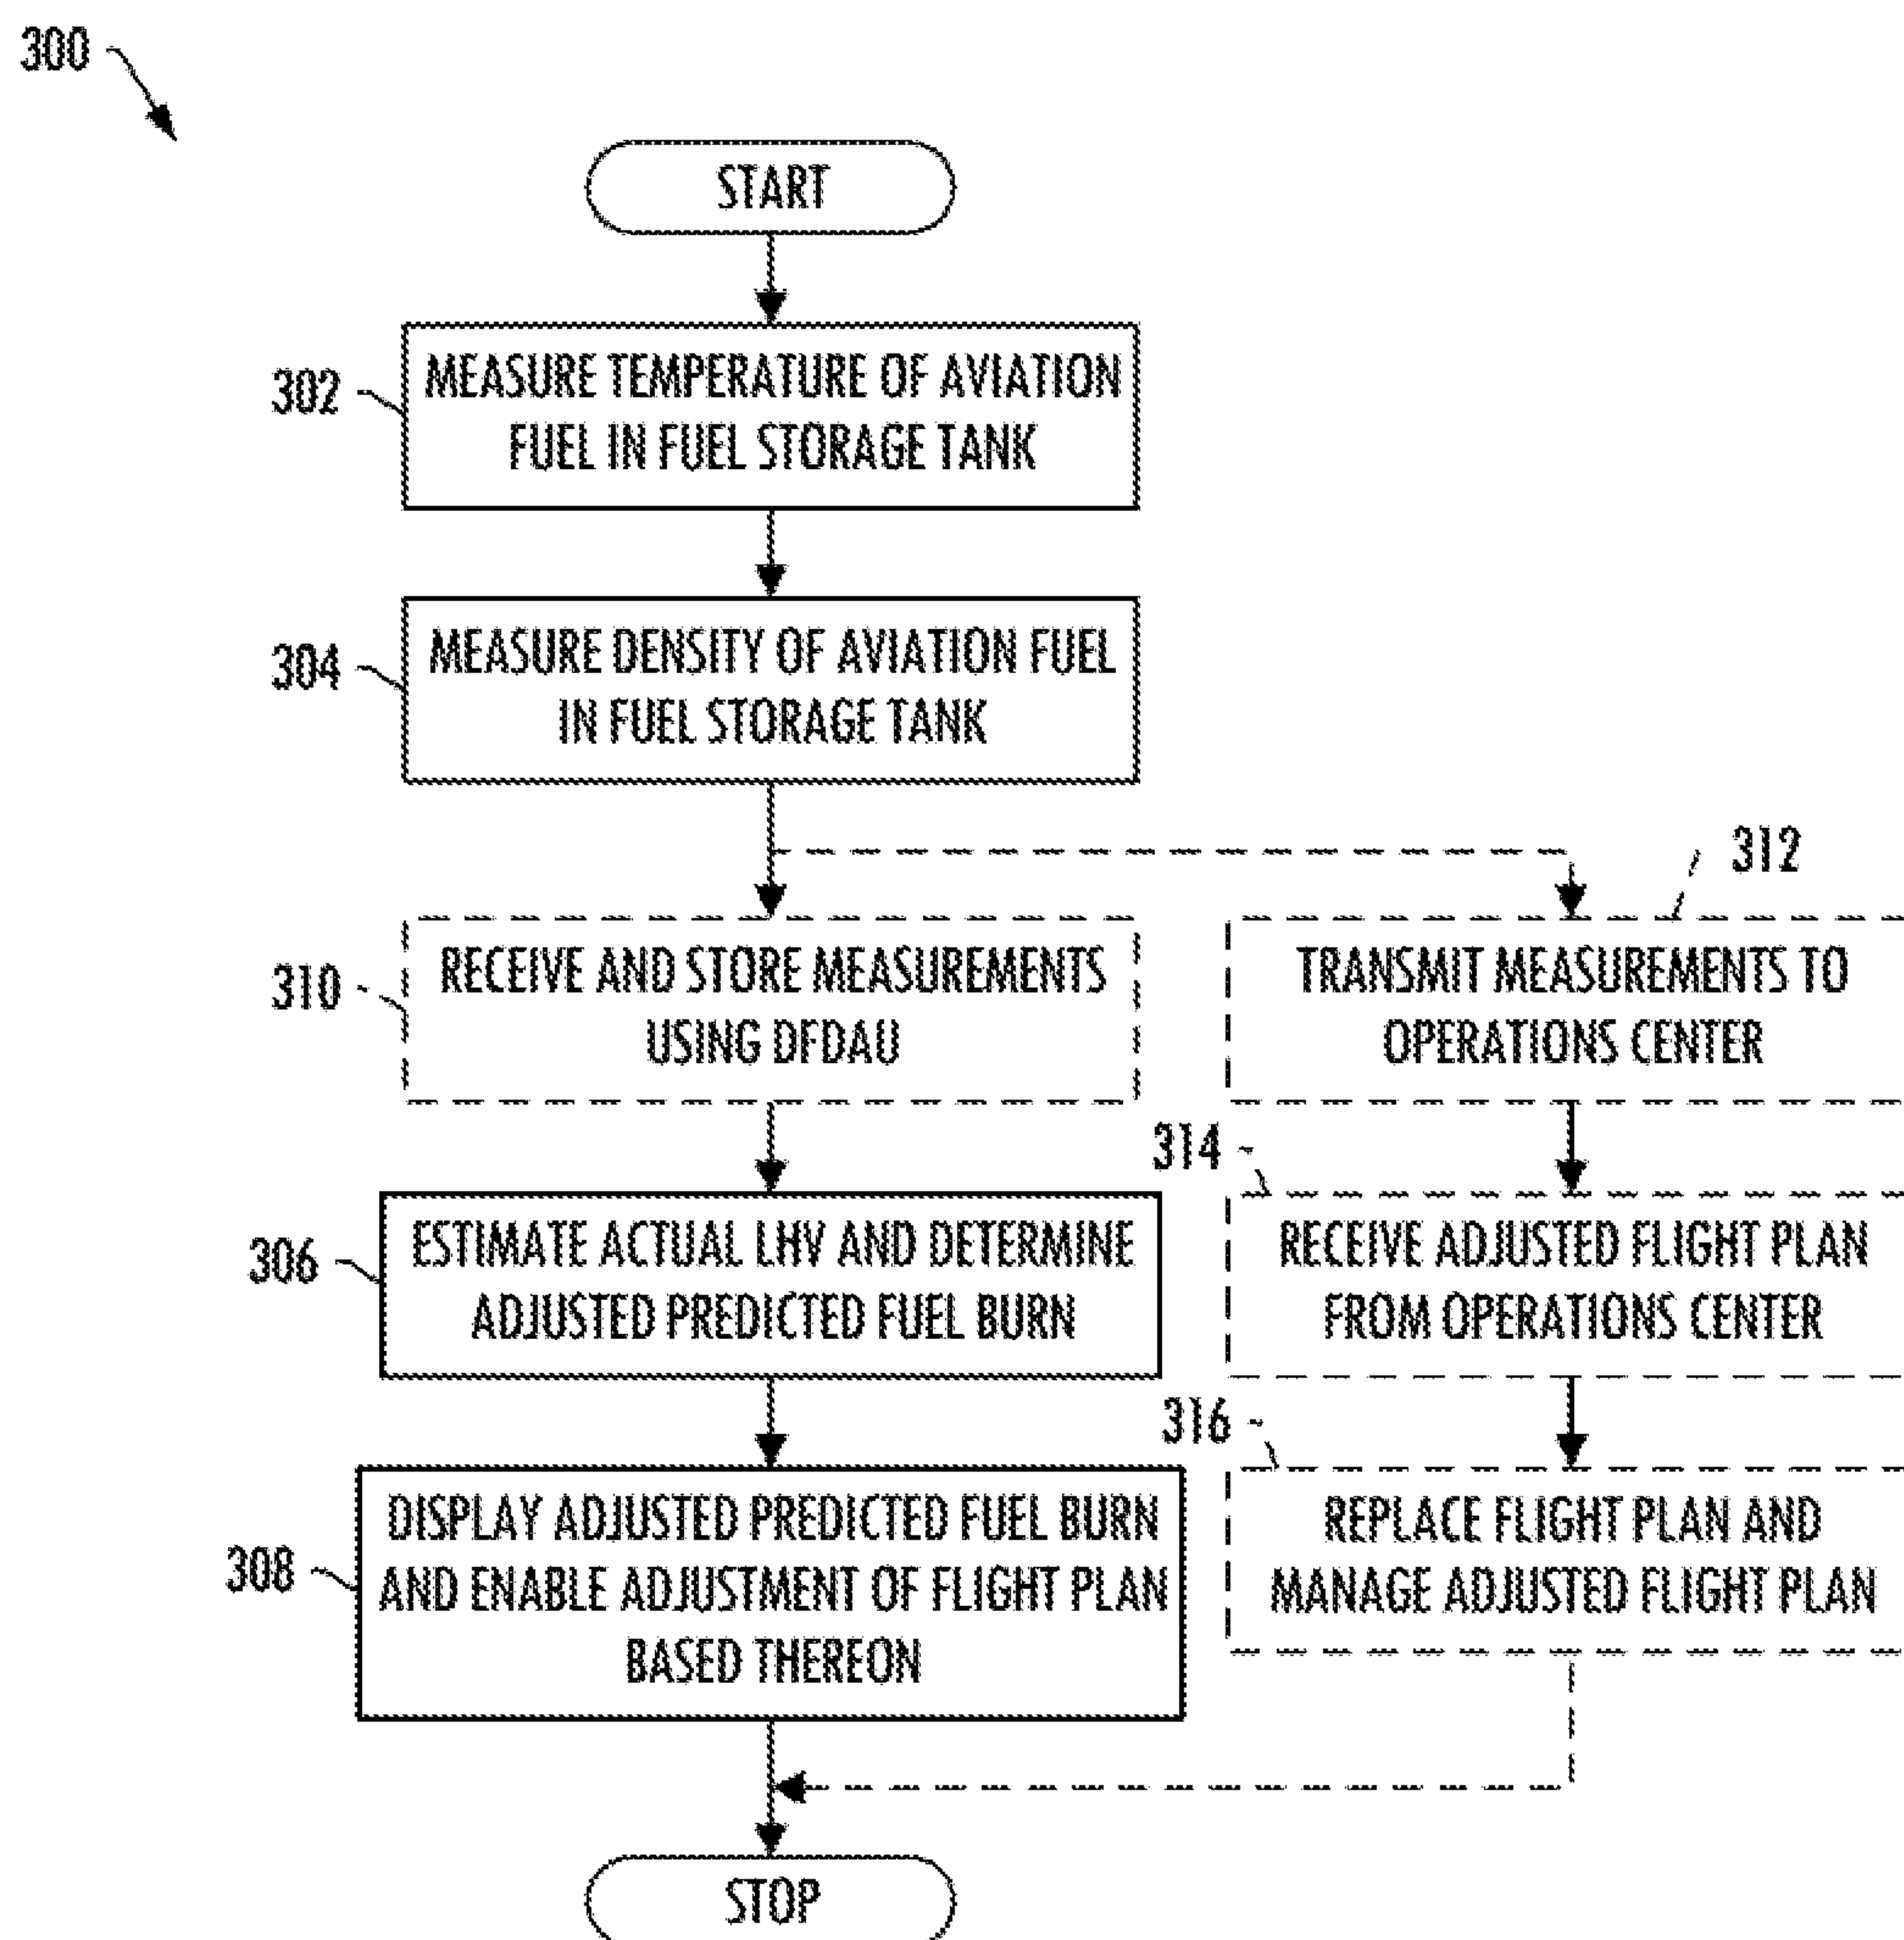 300
START
302
MEASURE TEMPERATURE OF AVIATION
FUEL IN FUEL STORAGE TANK
304
MEASURE DENSITY OF AVIATION FUEL
IN FUEL STORAGE TANK
310
RECEIVE AND STORE MEASUREMENTS
USING DFDAU
312
TRANSMIT MEASUREMENTS TO
OPERATIONS CENTER
306
ESTIMATE ACTUAL LHV AND DETERMINE
ADJUSTED PREDICTED FUEL BURN
314
RECEIVE ADJUSTED FLIGHT PLAN
FROM OPERATIONS CENTER
308
DISPLAY ADJUSTED PREDICTED FUEL BURN
AND ENABLE ADJUSTMENT OF FLIGHT PLAN
BASED THEREON
316
REPLACE FLIGHT PLAN AND
MANAGE ADJUSTED FLIGHT PLAN
STOP